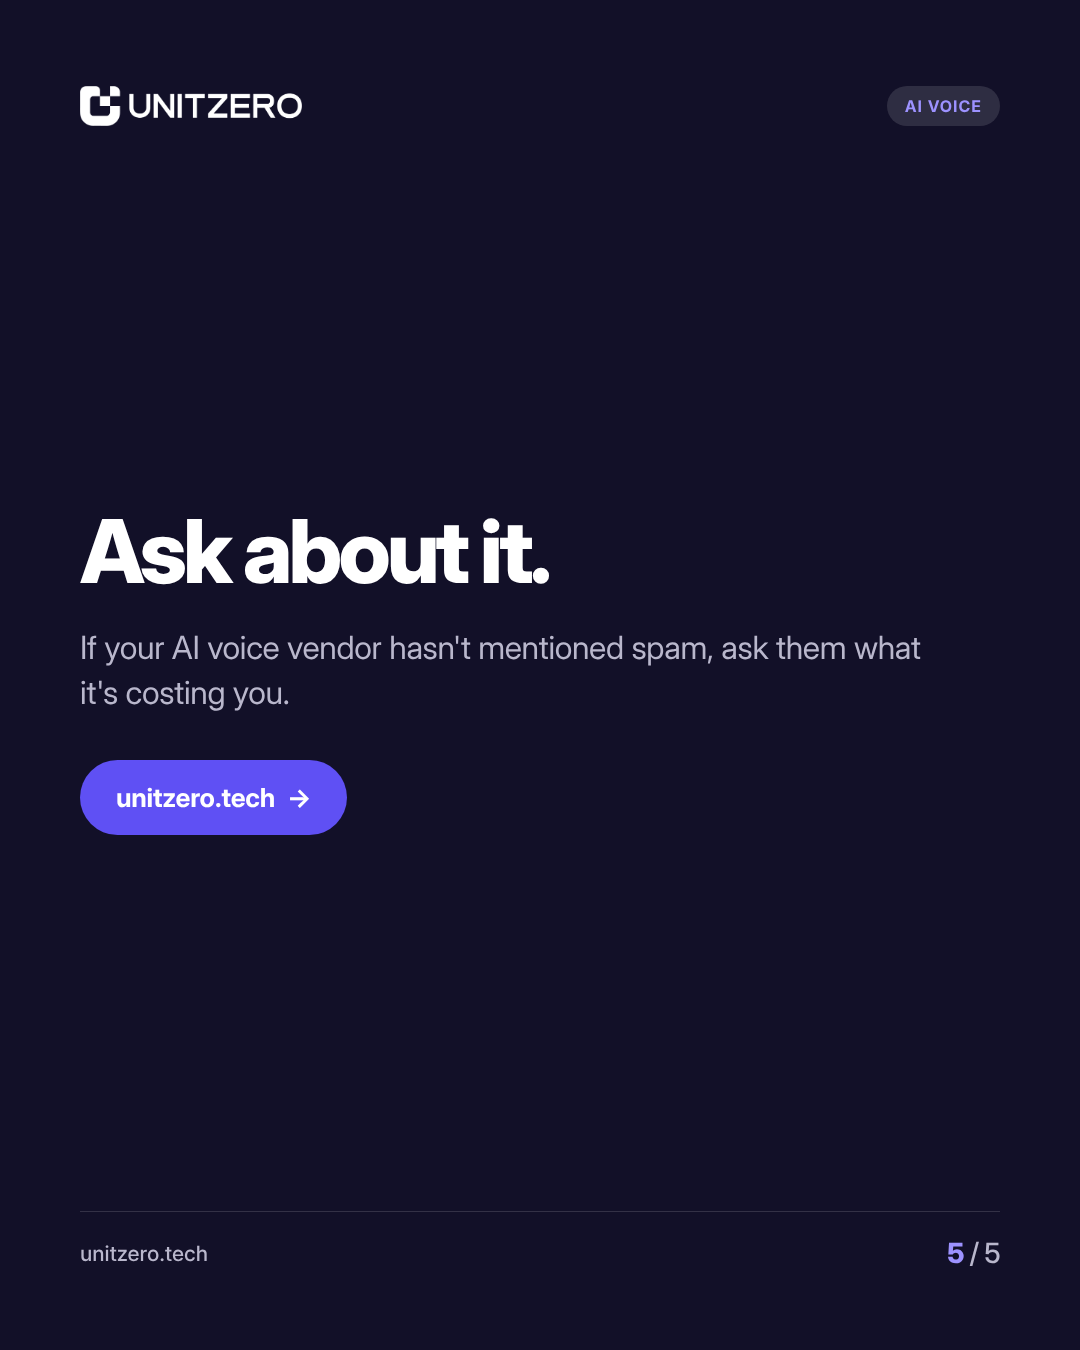 UNITZERO
AI VOICE
Ask about it.
If your AI voice vendor hasn't mentioned spam, ask them what
it's costing you.
unitzero.tech →
unitzero.tech
5 / 5